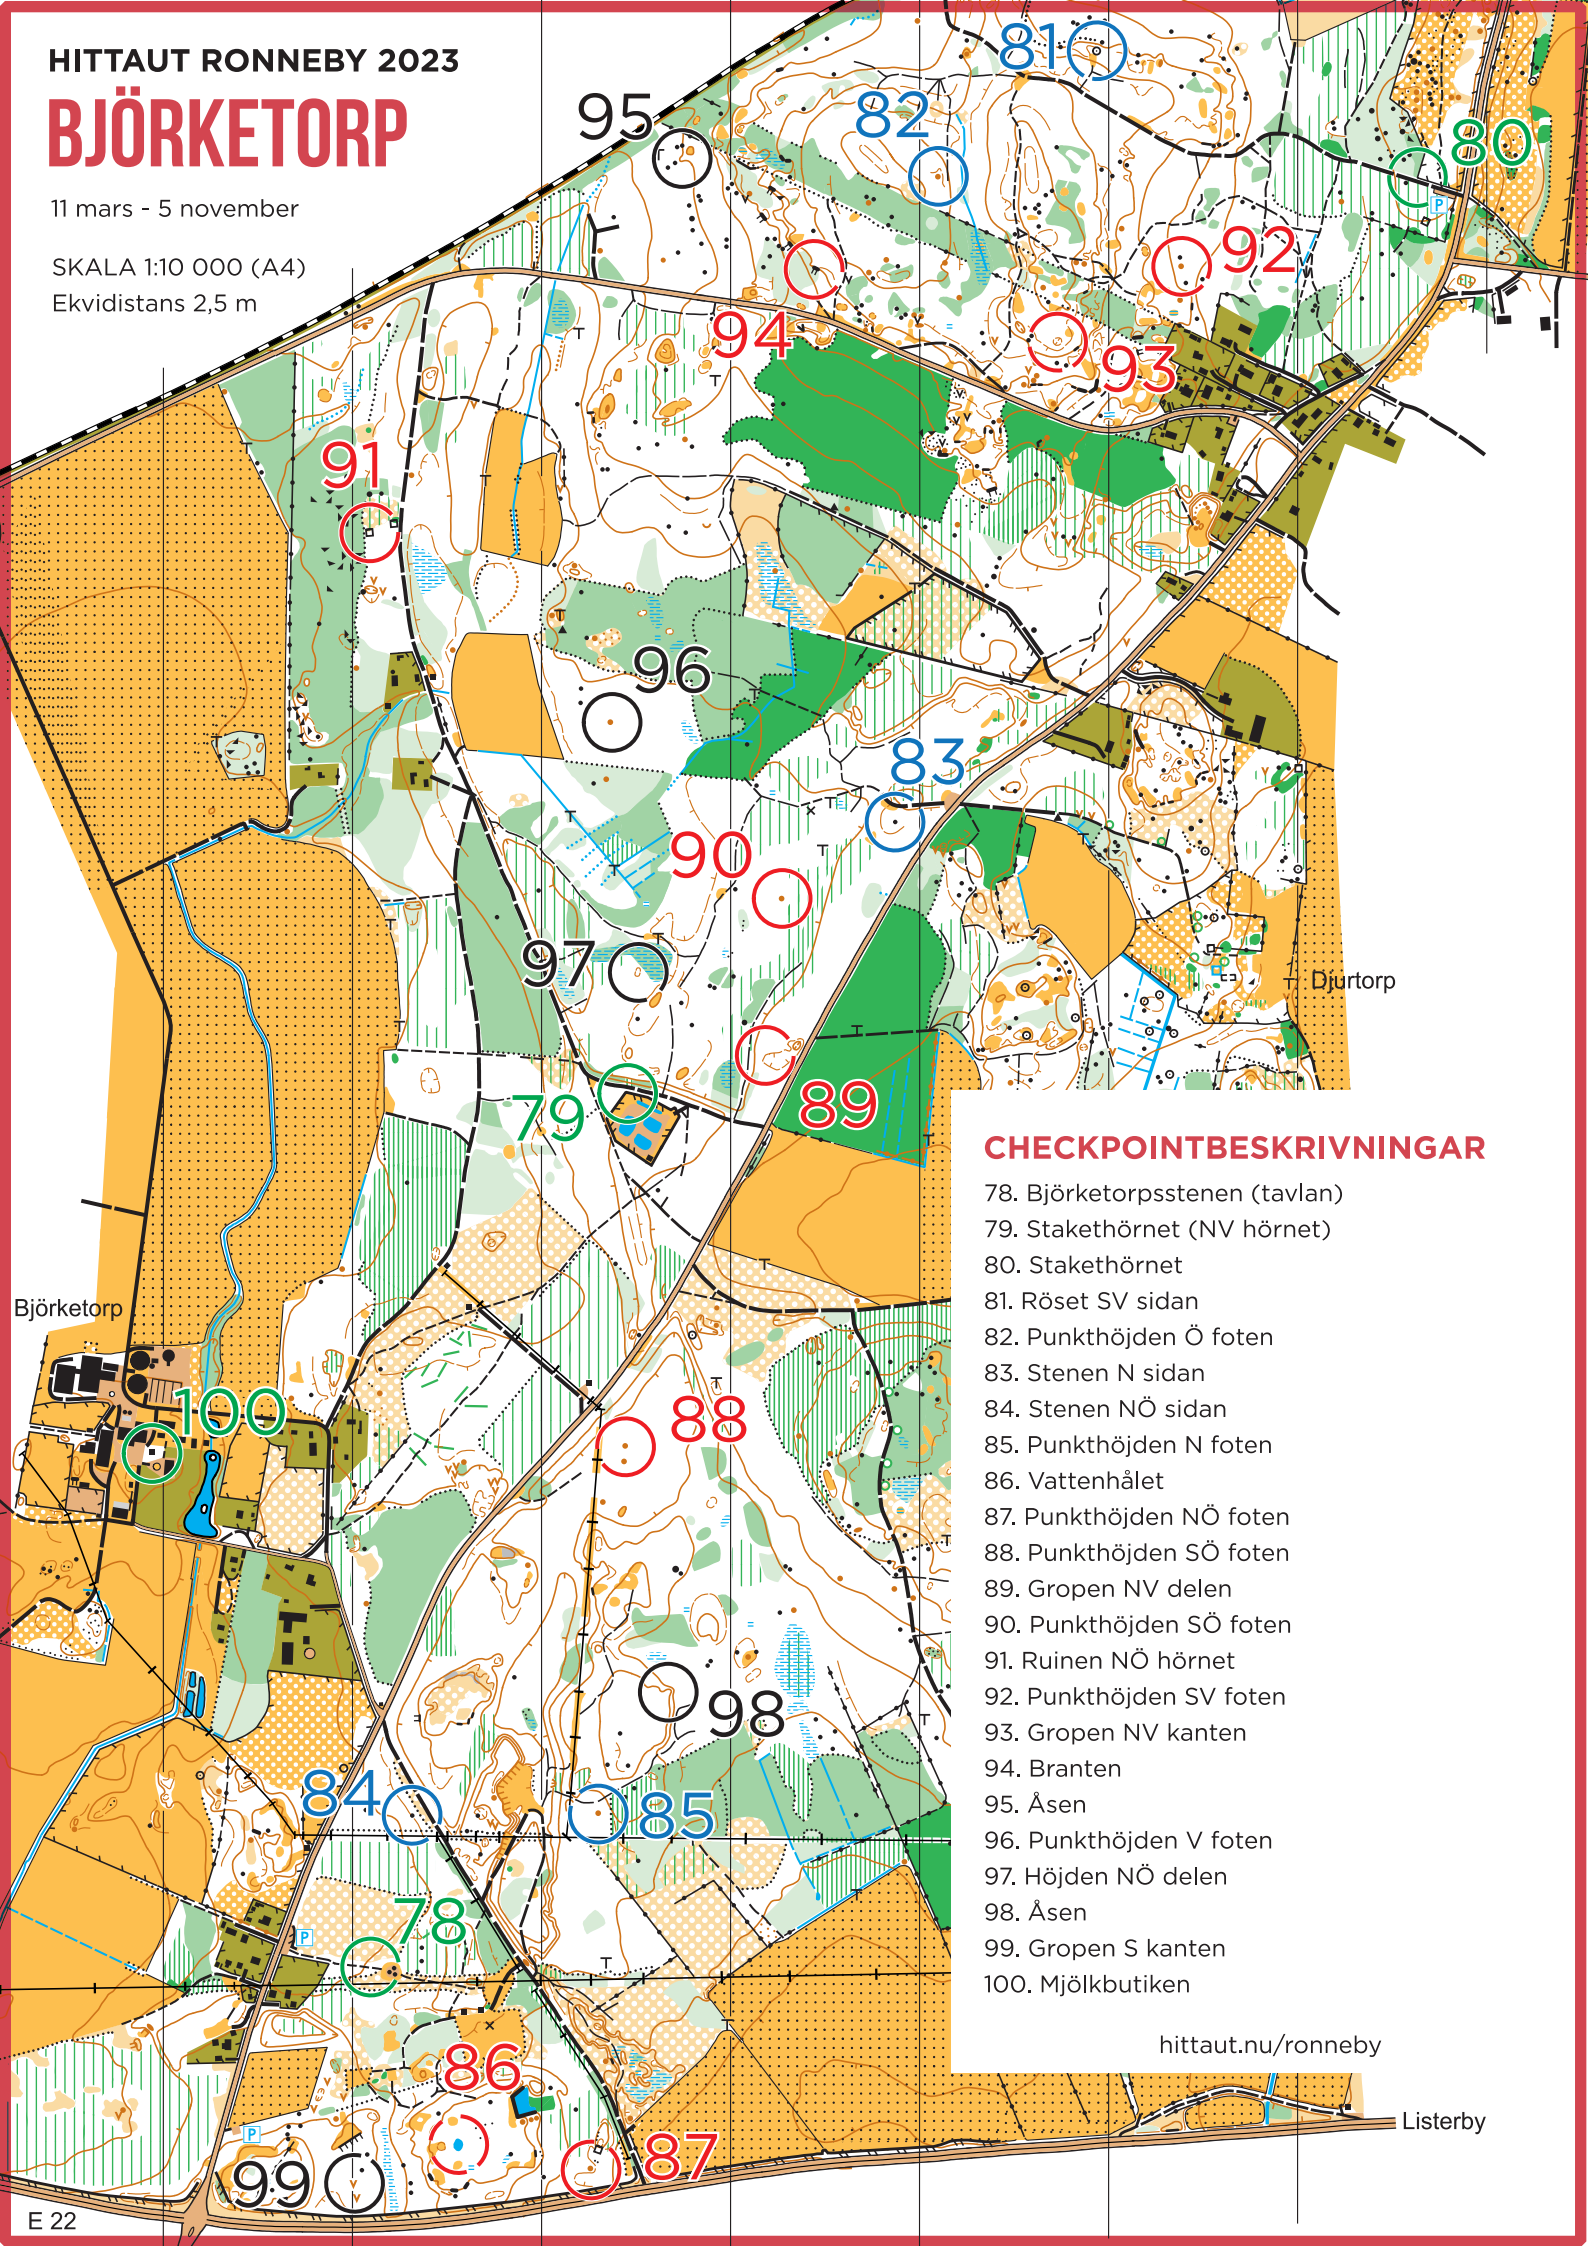 HITTAUT RONNEBY 2023
BJÖRKETORP
11 mars - 5 november
SKALA 1:10 000 (A4)
Ekvidistans 2,5 m
81
95
82
80
P
92
94
93
91
96
83
90
97
Djurtorp
79
89
Björketorp
100
88
98
84
85
78
P
86
P
87
99
E 22
Listerby
CHECKPOINTBESKRIVNINGAR
78. Björketorpsstenen (tavlan)
79. Stakethörnet (NV hörnet)
80. Stakethörnet
81. Röset SV sidan
82. Punkthöjden Ö foten
83. Stenen N sidan
84. Stenen NÖ sidan
85. Punkthöjden N foten
86. Vattenhålet
87. Punkthöjden NÖ foten
88. Punkthöjden SÖ foten
89. Gropen NV delen
90. Punkthöjden SÖ foten
91. Ruinen NÖ hörnet
92. Punkthöjden SV foten
93. Gropen NV kanten
94. Branten
95. Åsen
96. Punkthöjden V foten
97. Höjden NÖ delen
98. Åsen
99. Gropen S kanten
100. Mjölkbutiken
hittaut.nu/ronneby